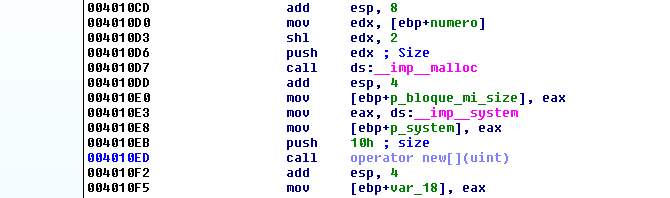 004010CD add esp, 8
004010D0 mov edx, [ebp+numero]
004010D3 shl edx, 2
004010D6 push edx ; Size
004010D7 call ds:__imp__malloc
004010DD add esp, 4
004010E0 mov [ebp+p_bloque_mi_size], eax
004010E3 mov eax, ds:__imp__system
004010E8 mov [ebp+p_system], eax
004010EB push 10h ; size
004010ED call operator new[](uint)
004010F2 add esp, 4
004010F5 mov [ebp+var_18], eax